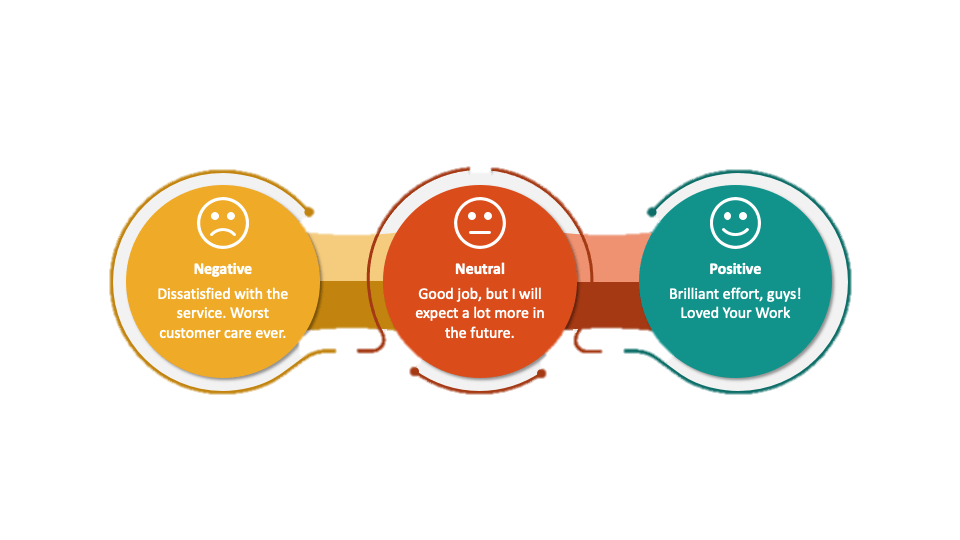 Negative
Dissatisfied with the
service. Worst
customer care ever.
Neutral
Good job, but I will
expect a lot more in
the future.
Positive
Brilliant effort, guys!
Loved Your Work